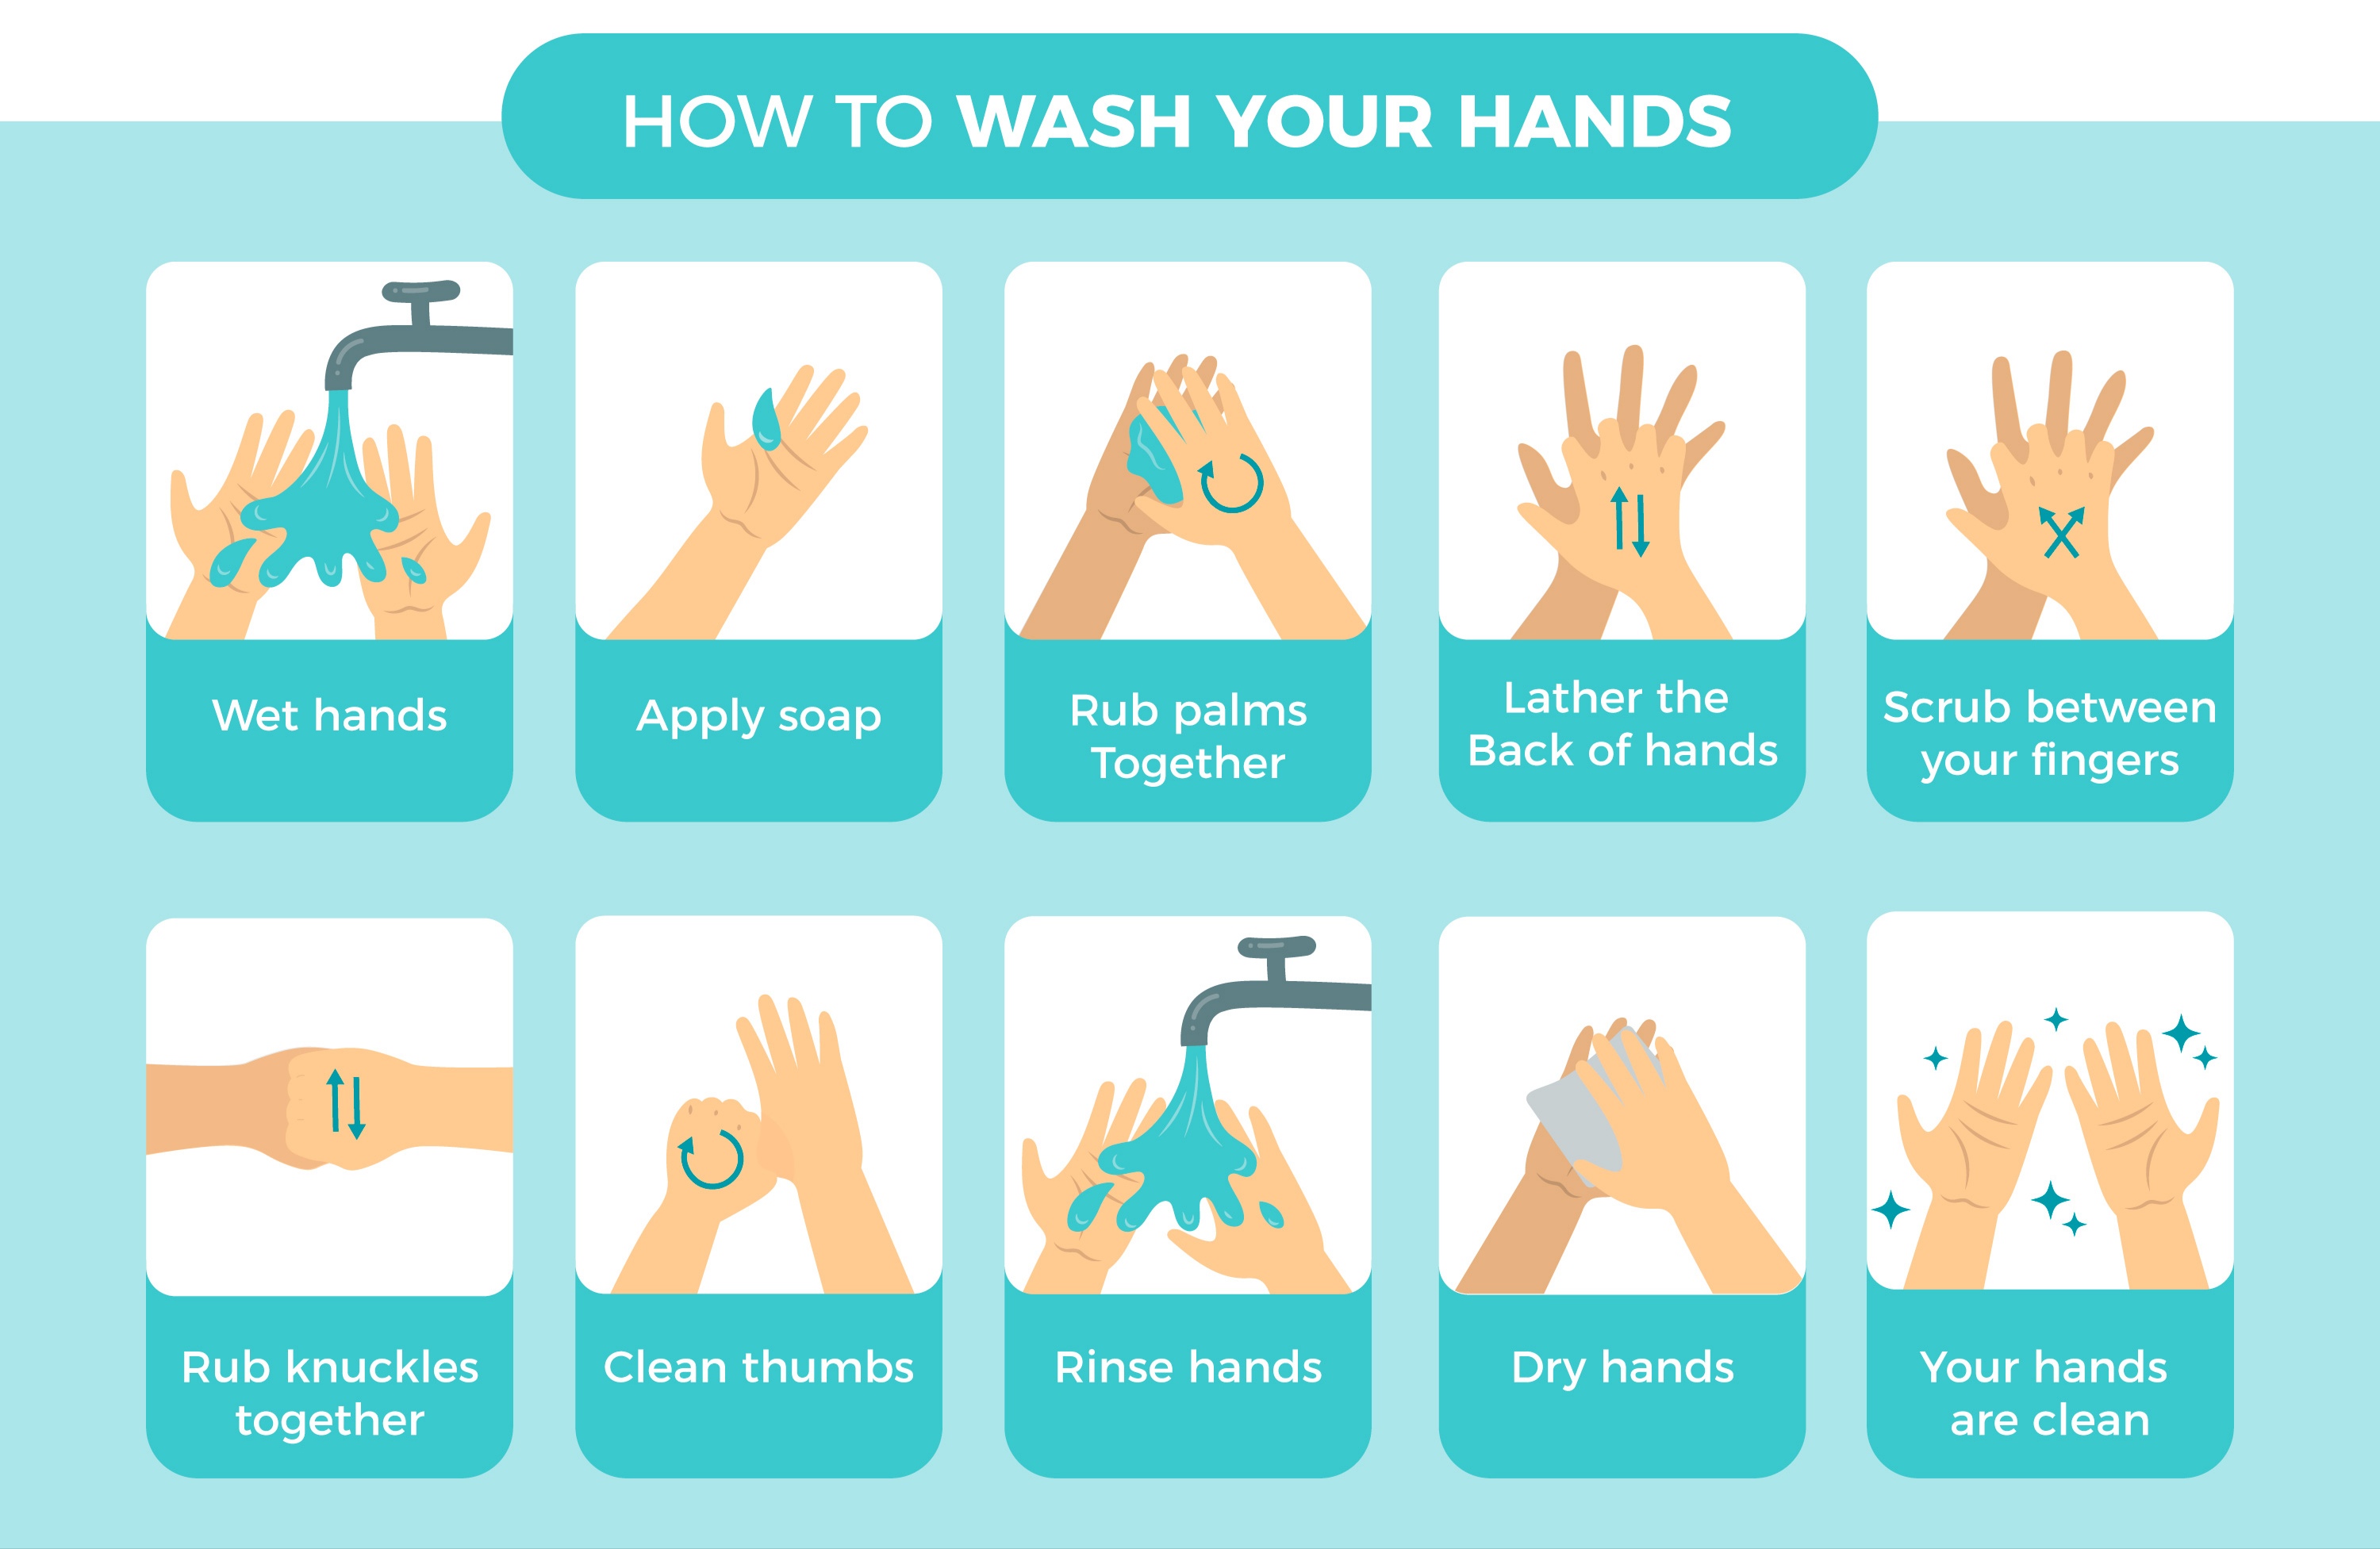 HOW TO WASH YOUR HANDS
Wet hands
Apply soap
Rub palms
Together
Lather the
Back of hands
Scrub between
your fingers
Rub knuckles
together
Clean thumbs
Rinse hands
Dry hands
Your hands
are clean